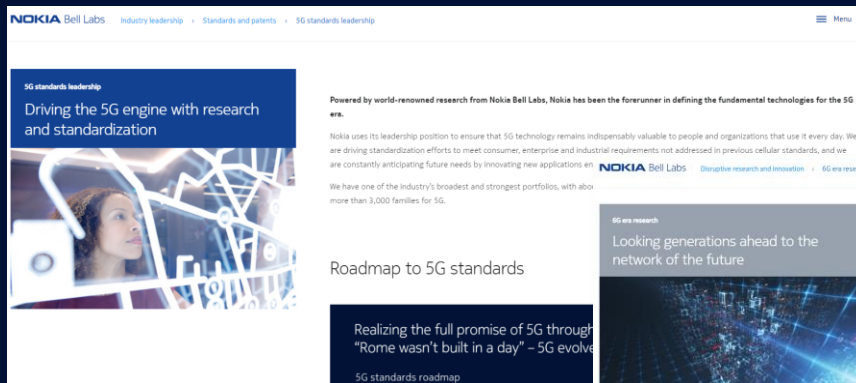 NOKIA Bell Labs Industry leadership › Standards and patents › 5G standards leadership Menu
5G standards leadership
Driving the 5G engine with research
and standardization
Powered by world-renowned research from Nokia Bell Labs, Nokia has been the forerunner in defining the fundamental technologies for the 5G
era.
Nokia uses its leadership position to ensure that 5G technology remains indispensably valuable to people and organizations that use it every day. We
are driving standardization efforts to meet consumer, enterprise and industrial requirements not addressed in previous cellular standards, and we
are constantly anticipating future needs by innovating new applications en
We have one of the industry's broadest and strongest portfolios, with
more than 3,000 families for 5G.
Roadmap to 5G standards
Realizing the full promise of 5G through
“Rome wasn't built in a day” – 5G evolve
5G standards roadmap
NOKIA Bell Labs Disruptive research and innovation › 6G era rese
6G era research
Looking generations ahead to the
network of the future